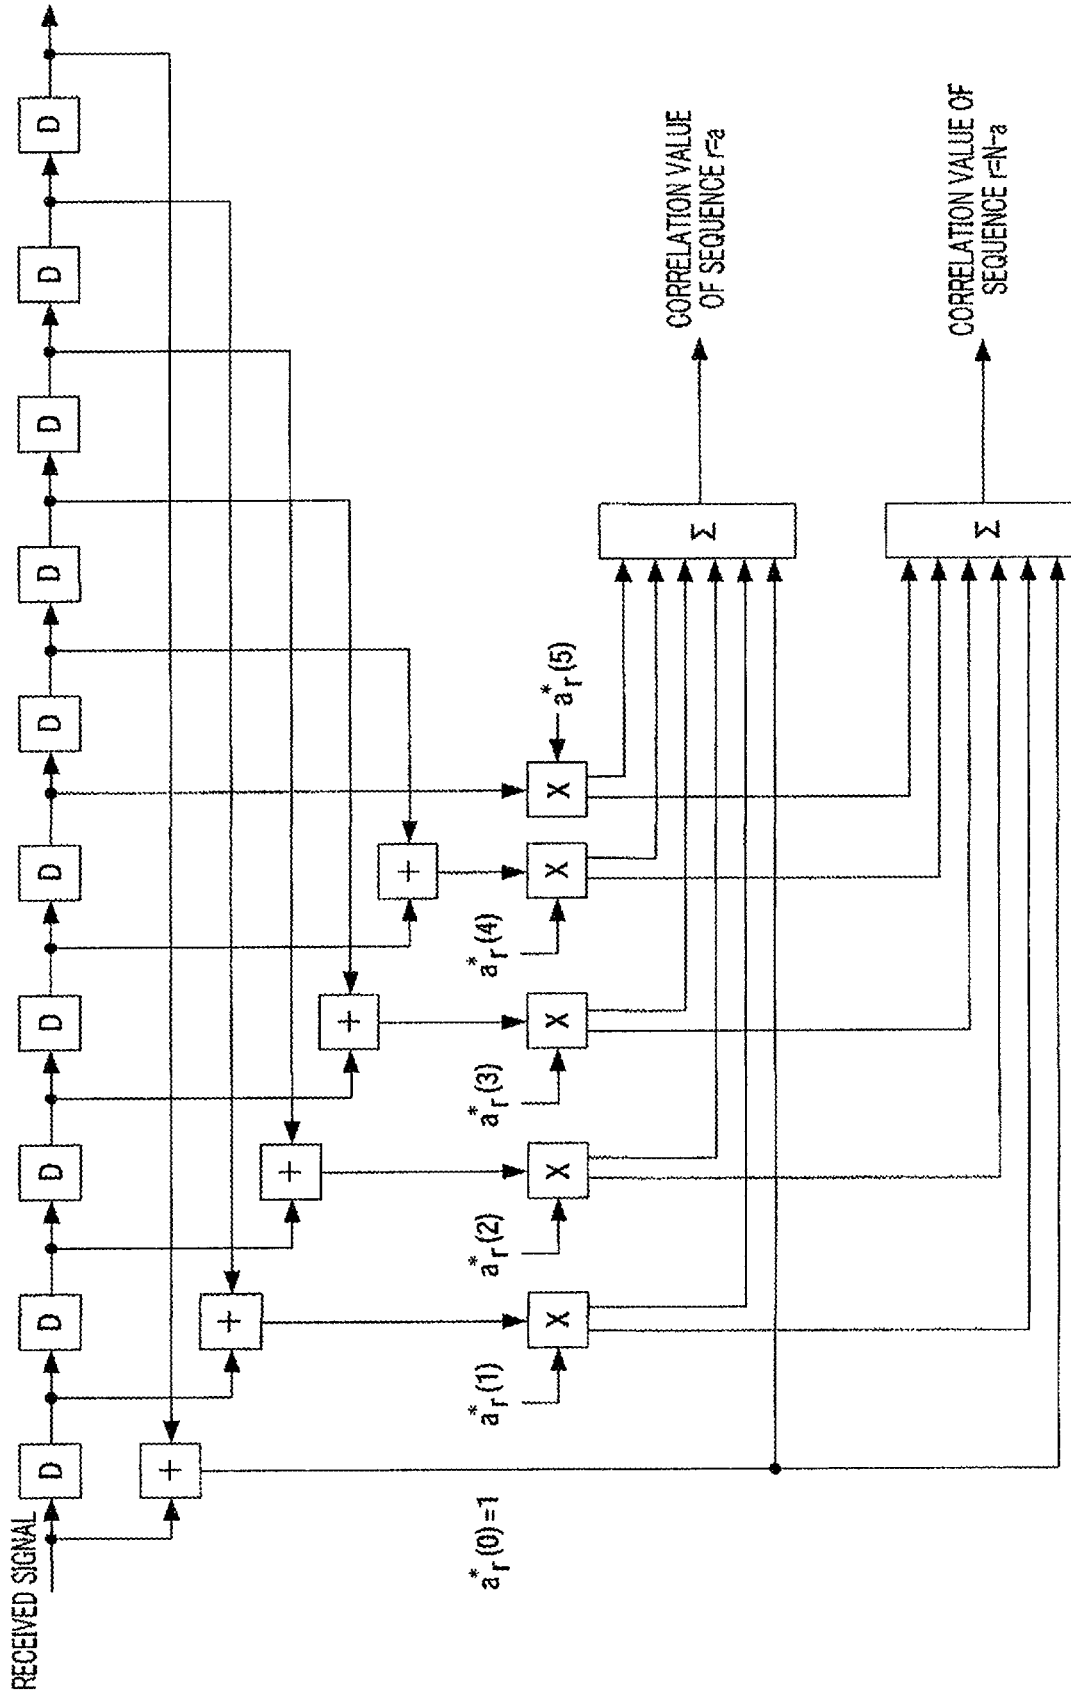 RECEIVED SIGNAL
D
D
D
D
D
D
D
D
D
D
+
+
+
+
+
a*r(0)=1
a*r(1)
a*r(2)
a*r(3)
a*r(4)
a*r(5)
X
X
X
X
X
Σ
CORRELATION VALUE
OF SEQUENCE r=a
Σ
CORRELATION VALUE OF
SEQUENCE r=N-a